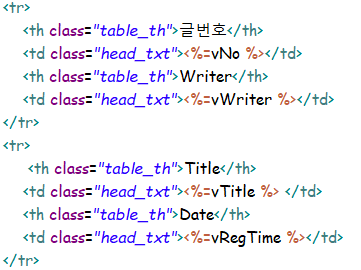 <tr>
<th class="table_th">글번호</th>
<td class="head_txt"><%=vNo %></td>
<th class="table_th">Writer</th>
<td class="head_txt"><%=vWriter %></td>
</tr>
<tr>
<th class="table_th">Title</th>
<td class="head_txt"><%=vTitle %> </td>
<th class="table_th">Date</th>
<td class="head_txt"><%=vRegTime %></td>
</tr>